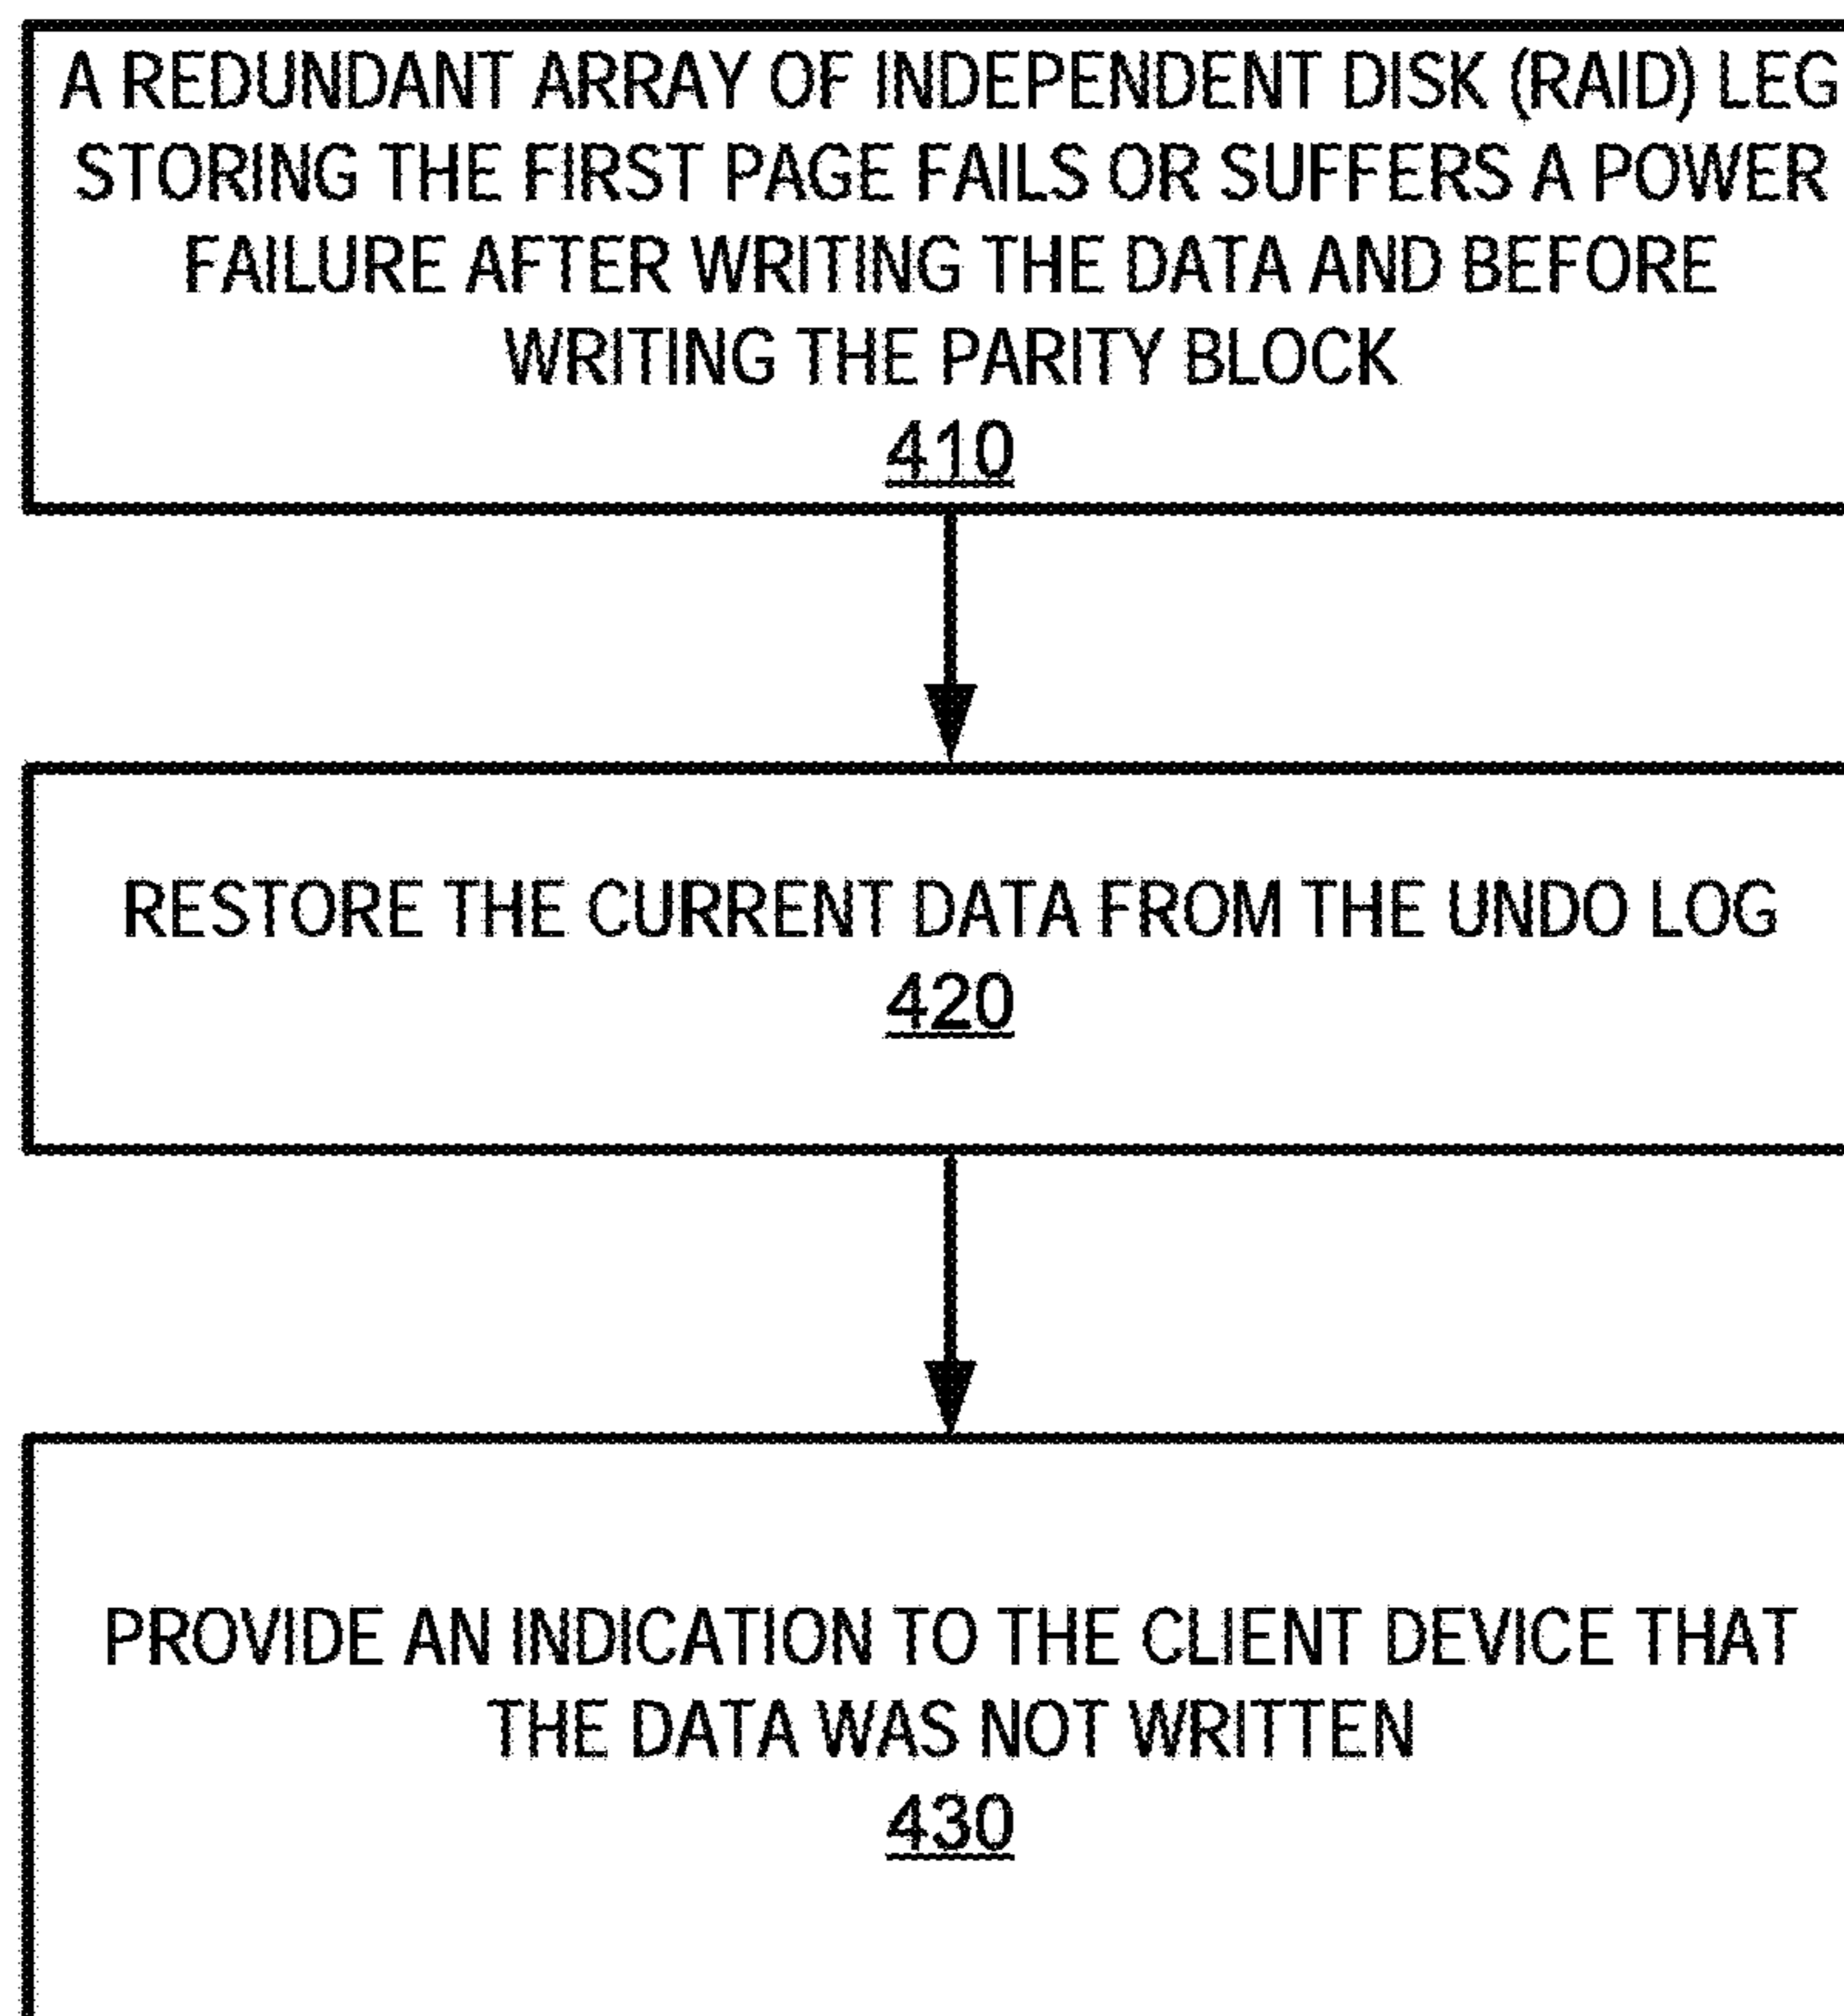 A REDUNDANT ARRAY OF INDEPENDENT DISK (RAID) LEG
STORING THE FIRST PAGE FAILS OR SUFFERS A POWER
FAILURE AFTER WRITING THE DATA AND BEFORE
WRITING THE PARITY BLOCK
410
RESTORE THE CURRENT DATA FROM THE UNDO LOG
420
PROVIDE AN INDICATION TO THE CLIENT DEVICE THAT
THE DATA WAS NOT WRITTEN
430